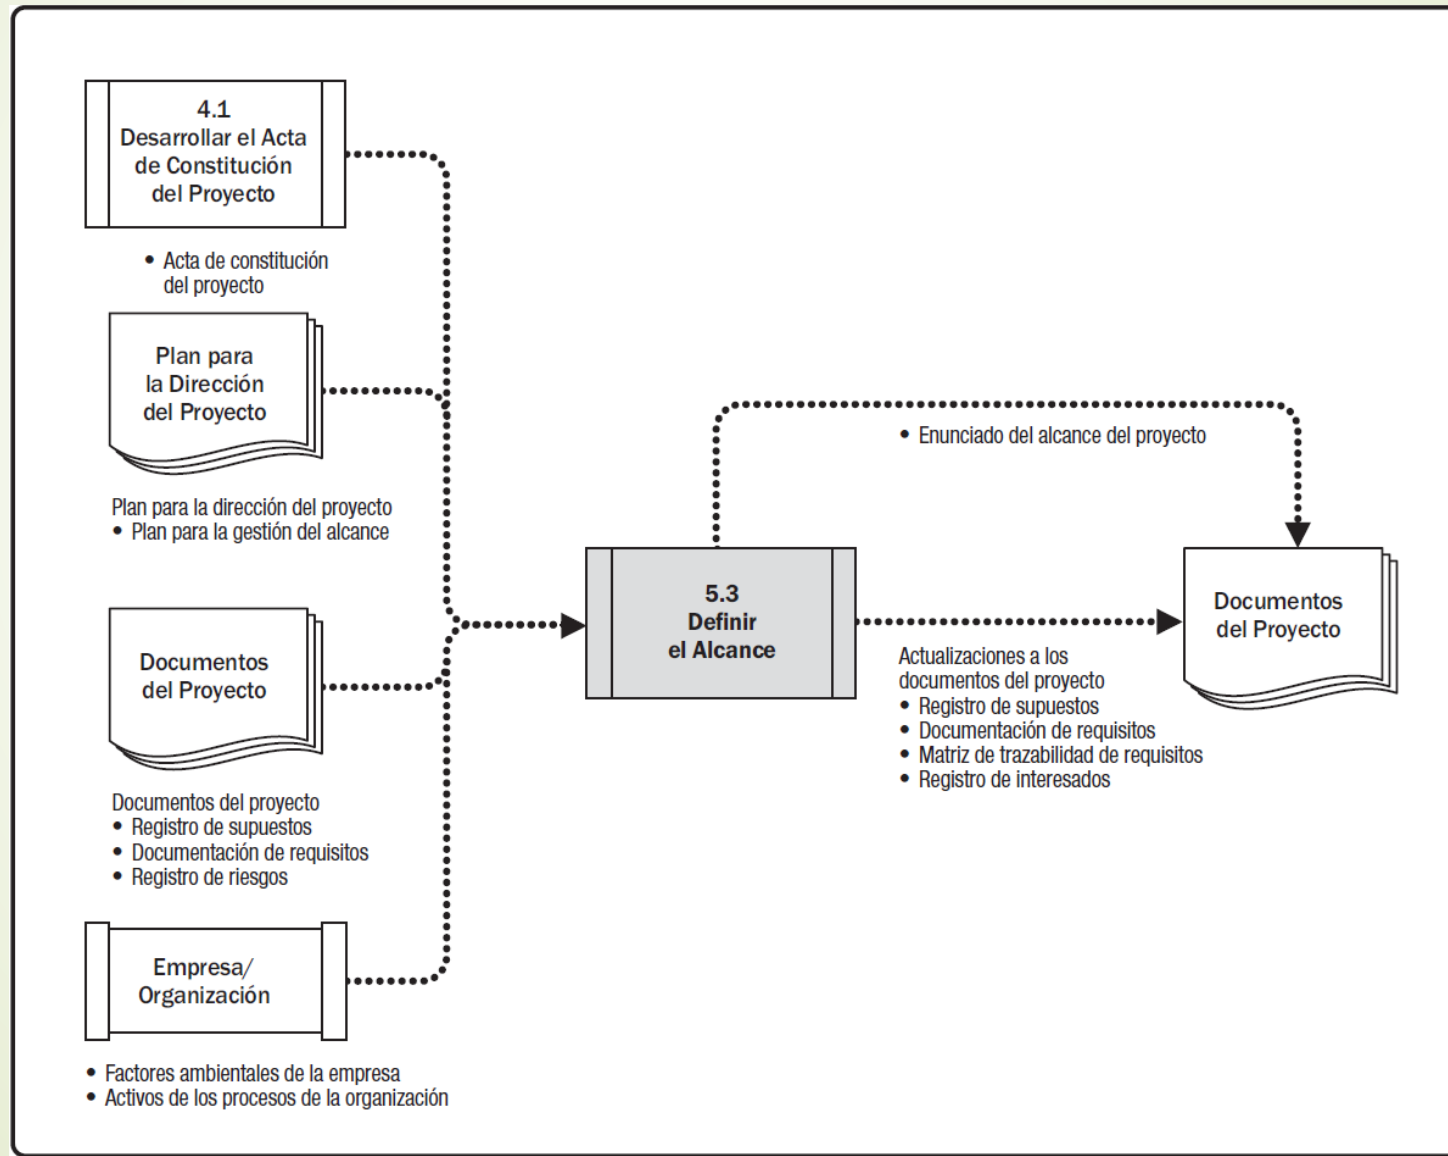 4.1
Desarrollar el Acta
de Constitución
del Proyecto
• Acta de constitución
del proyecto
Plan para
la Dirección
del Proyecto
Plan para la dirección del proyecto
• Plan para la gestión del alcance
Documentos
del Proyecto
Documentos del proyecto
• Registro de supuestos
• Documentación de requisitos
• Registro de riesgos
Empresa/
Organización
• Factores ambientales de la empresa
• Activos de los procesos de la organización
5.3
Definir
el Alcance
• Enunciado del alcance del proyecto
Actualizaciones a los
documentos del proyecto
• Registro de supuestos
• Documentación de requisitos
• Matriz de trazabilidad de requisitos
• Registro de interesados
Documentos
del Proyecto